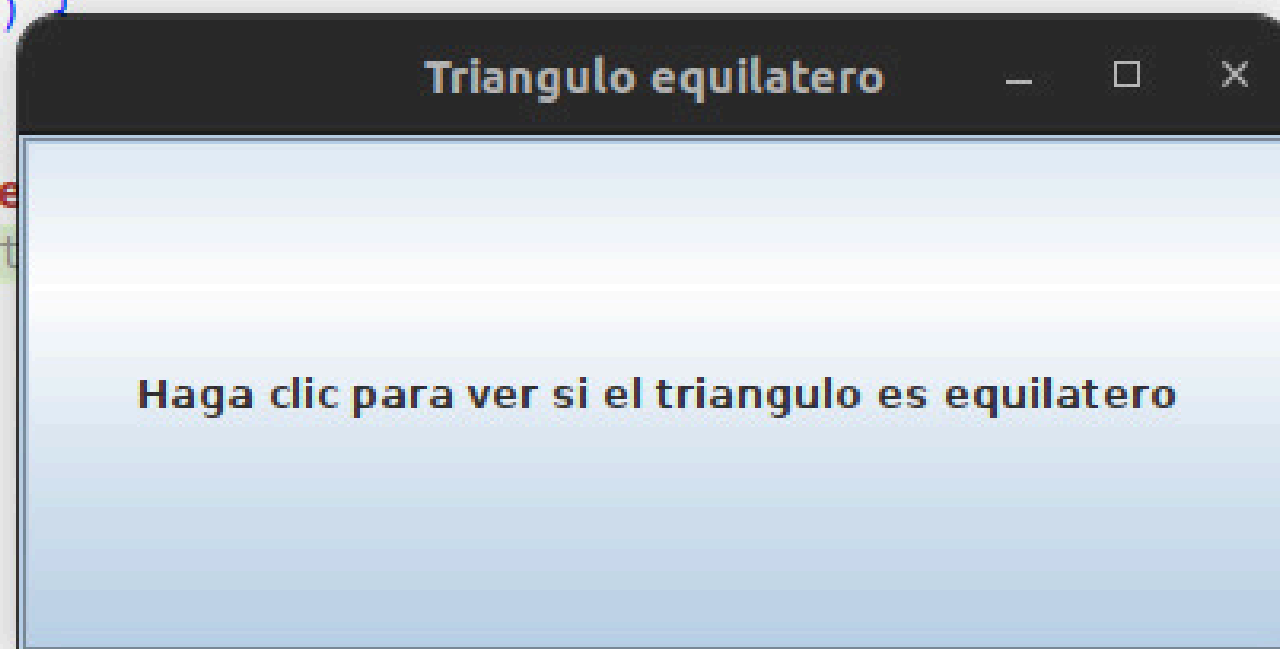 Triangulo equilatero
Haga clic para ver si el triangulo es equilatero